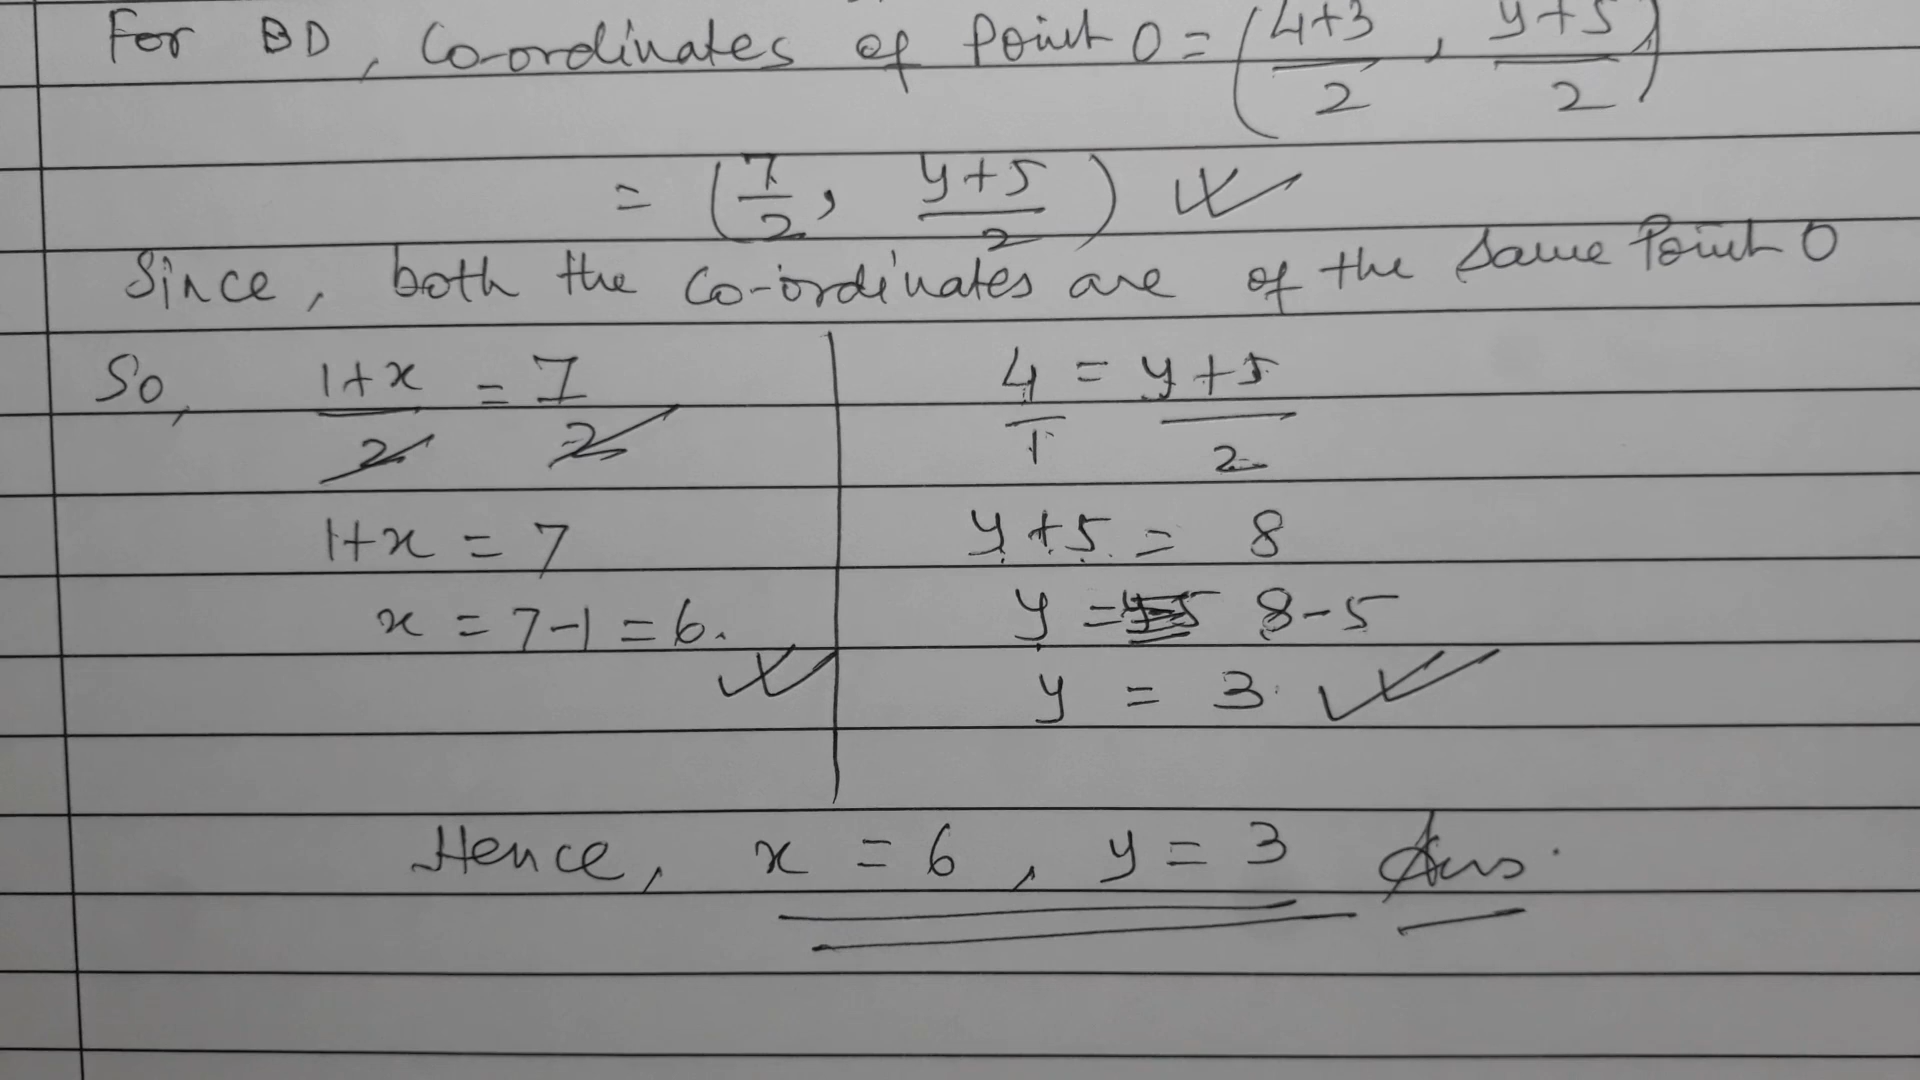 For BD, Co-ordinates of Point O = (4+3/2, y+5/2)
= (7/2, y+5/2)
Since, both the Co-ordinates are of the same Point O
So, 1+x/2 = 7/2
1+x = 7
x = 7-1 = 6.
4/1 = y+5/2
y+5 = 8
y = 8-5
y = 3
Hence, x = 6, y = 3 Ans.